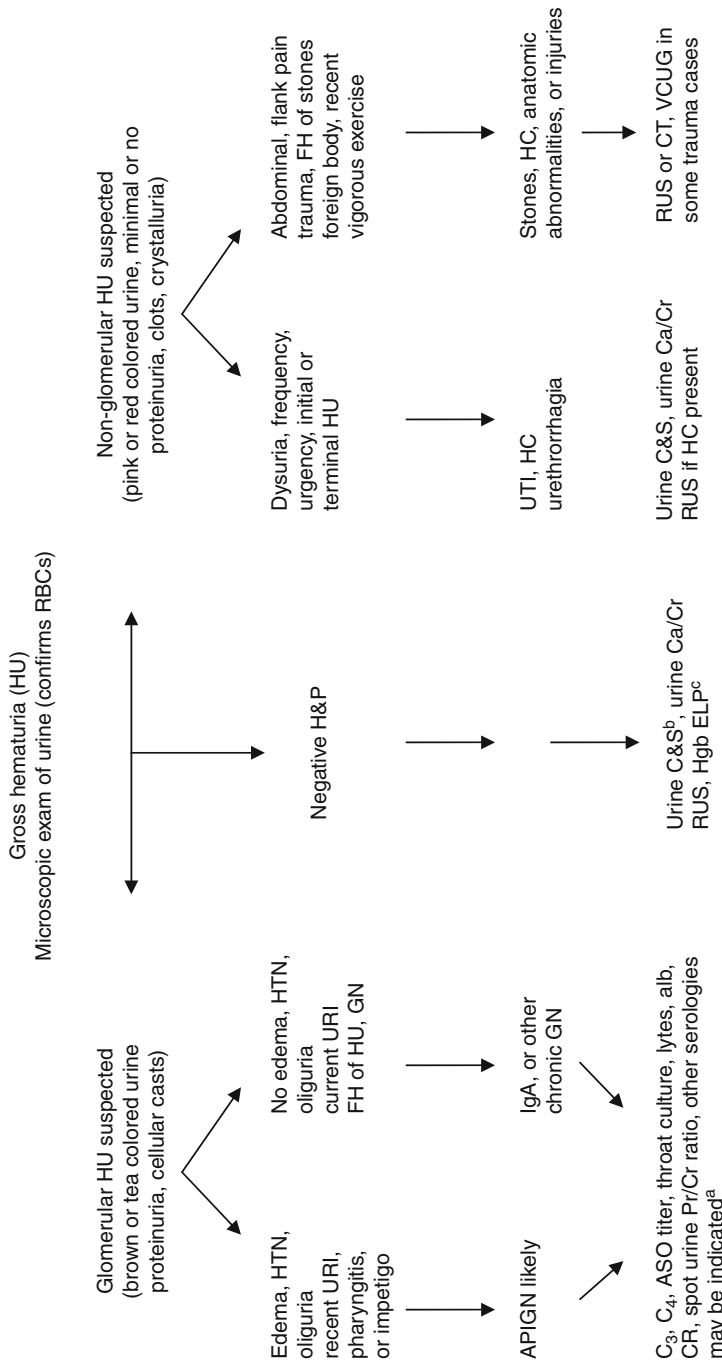 Gross hematuria (HU)
Microscopic exam of urine (confirms RBCs)
Glomerular HU suspected
(brown or tea colored urine
proteinuria, cellular casts)
Non-glomerular HU suspected
(pink or red colored urine, minimal or no
proteinuria, clots, crystalluria)
Edema, HTN,
oliguria
recent URI,
pharyngitis,
or impetigo
No edema, HTN,
oliguria
current URI
FH of HU, GN
Negative H&P
Dysuria, frequency,
urgency, initial or
terminal HU
Abdominal, flank pain
trauma, FH of stones
foreign body, recent
vigorous exercise
APIGN likely
IgA, or other
chronic GN
UTI, HC
urethrorrhagia
Stones, HC, anatomic
abnormalities, or injuries
C₃, C₄, ASO titer, throat culture, lytes, alb,
CR, spot urine Pr/Cr ratio, other serologies
may be indicatedᵃ
Urine C&Sᵇ, urine Ca/Cr
RUS, Hgb ELPᶜ
Urine C&S, urine Ca/Cr
RUS if HC present
RUS or CT, VCUG in
some trauma cases